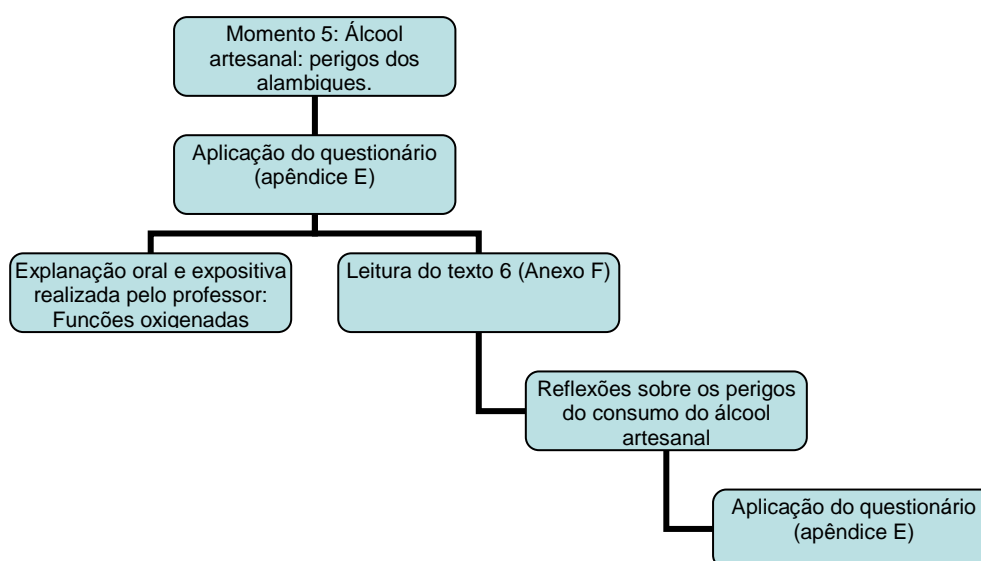 Momento 5: Álcool
artesanal: perigos dos
alambiques.
Aplicação do questionário
(apêndice E)
Explanação oral e expositiva
realizada pelo professor:
Funções oxigenadas
Leitura do texto 6 (Anexo F)
Reflexões sobre os perigos
do consumo do álcool
artesanal
Aplicação do questionário
(apêndice E)